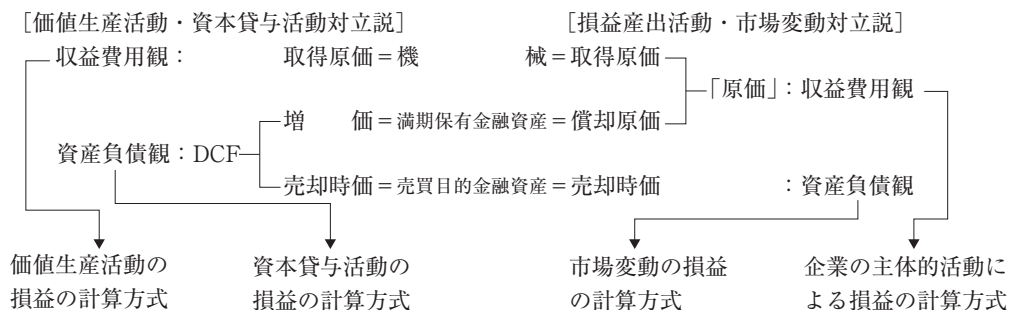 [価値生産活動・資本貸与活動対立説] [損益産出活動・市場変動対立説]
収益費用観： 取得原価＝機 械＝取得原価
「原価」：収益費用観
増 価＝満期保有金融資産＝償却原価
資産負債観：DCF
売却時価＝売買目的金融資産＝売却時価 ：資産負債観
価値生産活動の 資本貸与活動の 市場変動の損益 企業の主体的活動に
損益の計算方式 損益の計算方式 の計算方式 よる損益の計算方式